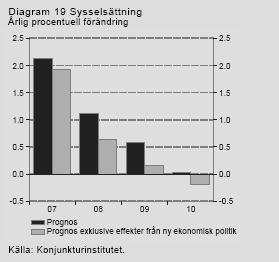 Diagram 19 Sysselsättning
Årlig procentuell förändring
2.5 2.5
2.0 2.0
1.5 1.5
1.0 1.0
0.5 0.5
0.0 0.0
-0.5 -0.5
07 08 09 10
Prognos
Prognos exklusive effekter från ny ekonomisk politik
Källa: Konjunkturinstitutet.